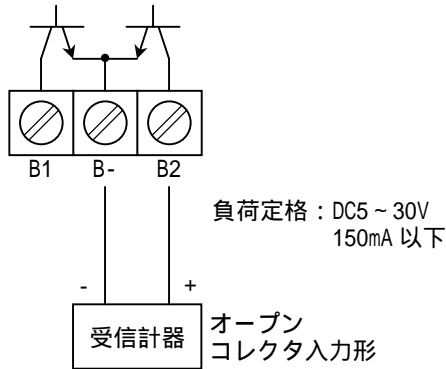 B1 B- B2
負荷定格：DC5 ~ 30V
150mA 以下
- +
受信計器
オープン
コレクタ入力形